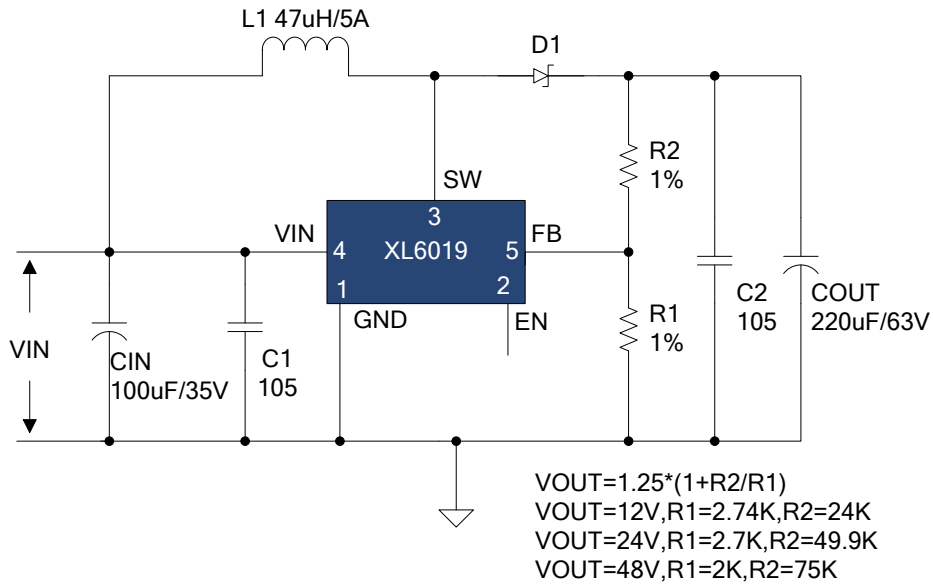 L1 47uH/5A
D1
R2
1%
SW
3
VIN
4
XL6019
5
FB
1
2
GND
EN
R1
1%
C2
105
COUT
220uF/63V
VIN
CIN
100uF/35V
C1
105
VOUT=1.25*(1+R2/R1)
VOUT=12V,R1=2.74K,R2=24K
VOUT=24V,R1=2.7K,R2=49.9K
VOUT=48V,R1=2K,R2=75K